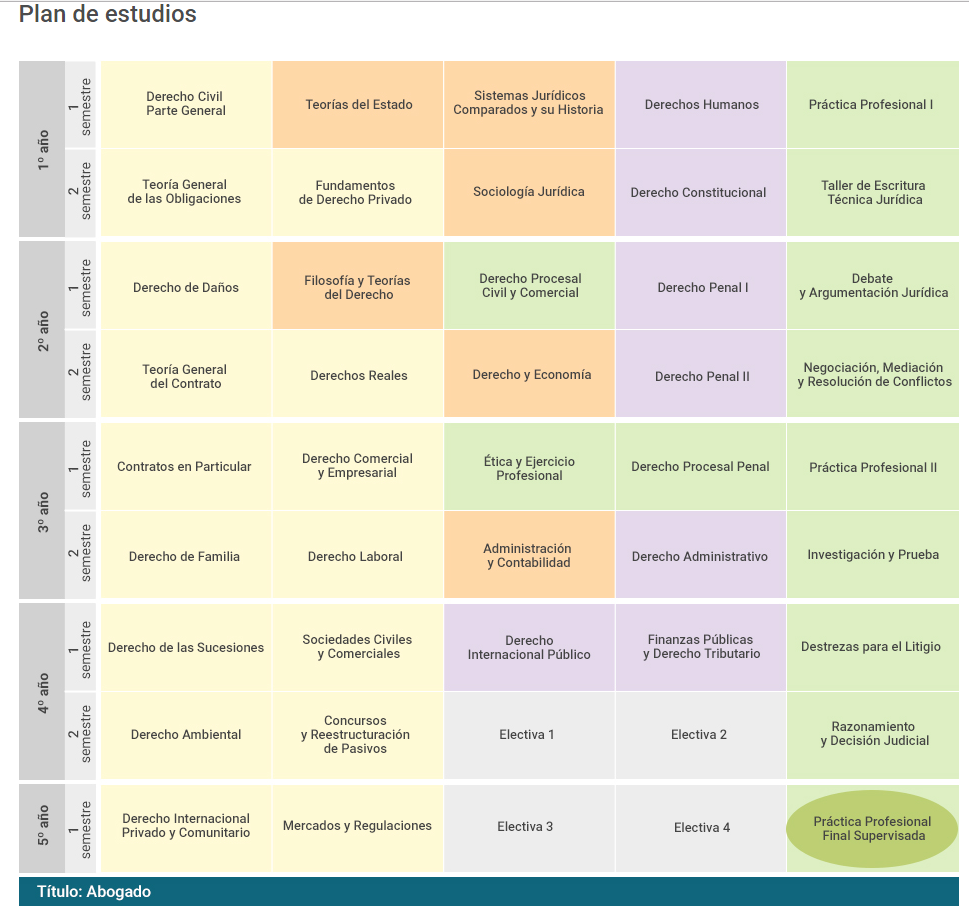 Plan de estudios
1º año
1
semestre
Derecho Civil
Parte General
Teorías del Estado
Sistemas Jurídicos
Comparados y su Historia
Derechos Humanos
Práctica Profesional I
2
semestre
Teoría General
de las Obligaciones
Fundamentos
de Derecho Privado
Sociología Jurídica
Derecho Constitucional
Taller de Escritura
Técnica Jurídica
2º año
1
semestre
Derecho de Daños
Filosofía y Teorías
del Derecho
Derecho Procesal
Civil y Comercial
Derecho Penal I
Debate
y Argumentación Jurídica
2
semestre
Teoría General
del Contrato
Derechos Reales
Derecho y Economía
Derecho Penal II
Negociación, Mediación
y Resolución de Conflictos
3º año
1
semestre
Contratos en Particular
Derecho Comercial
y Empresarial
Ética y Ejercicio
Profesional
Derecho Procesal Penal
Práctica Profesional II
2
semestre
Derecho de Familia
Derecho Laboral
Administración
y Contabilidad
Derecho Administrativo
Investigación y Prueba
4º año
1
semestre
Derecho de las Sucesiones
Sociedades Civiles
y Comerciales
Derecho
Internacional Público
Finanzas Públicas
y Derecho Tributario
Destrezas para el Litigio
2
semestre
Derecho Ambiental
Concursos
y Reestructuración
de Pasivos
Electiva 1
Electiva 2
Razonamiento
y Decisión Judicial
5º año
1
semestre
Derecho Internacional
Privado y Comunitario
Mercados y Regulaciones
Electiva 3
Electiva 4
Práctica Profesional
Final Supervisada
Título: Abogado